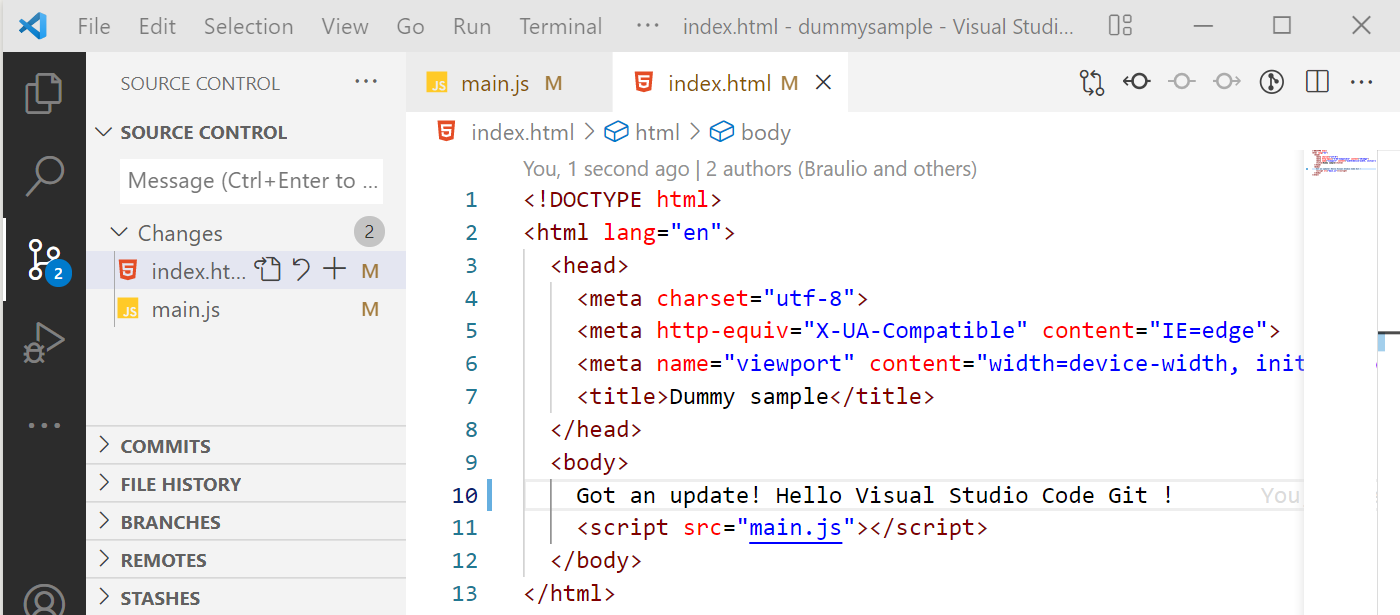 File Edit Selection View Go Run Terminal ··· index.html - dummysample - Visual Studi...
SOURCE CONTROL ···
SOURCE CONTROL
Message (Ctrl+Enter to ...
Changes 2
index.ht... M
main.js M
2
COMMITS
FILE HISTORY
BRANCHES
REMOTES
STASHES
JS main.js M
index.html M
index.html > html > body
You, 1 second ago | 2 authors (Braulio and others)
1 <!DOCTYPE html>
2 <html lang="en">
3 <head>
4 <meta charset="utf-8">
5 <meta http-equiv="X-UA-Compatible" content="IE=edge">
6 <meta name="viewport" content="width=device-width, init
7 <title>Dummy sample</title>
8 </head>
9 <body>
10 Got an update! Hello Visual Studio Code Git ! You
11 <script src="main.js"></script>
12 </body>
13 </html>